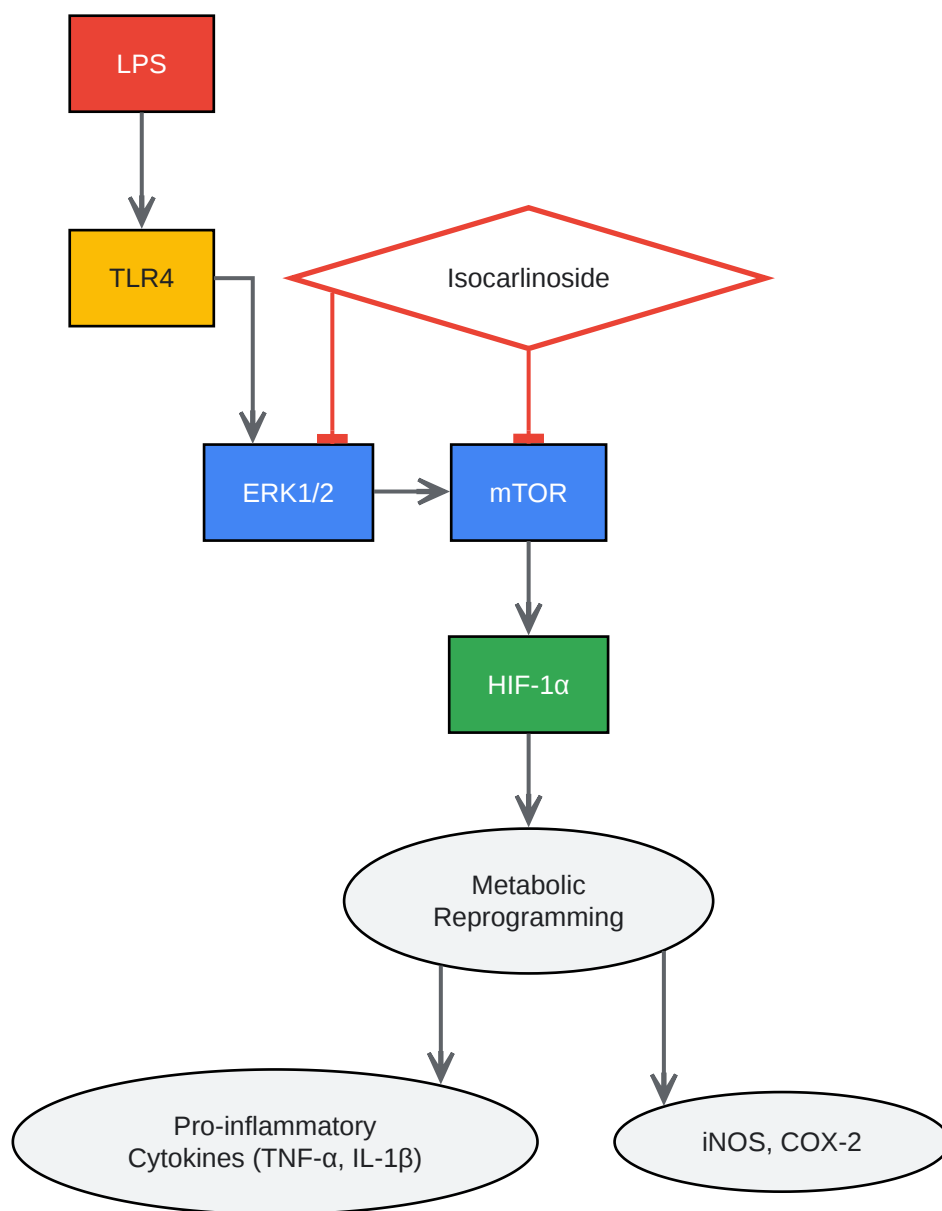 LPS
TLR4
Isocarlinoside
ERK1/2
mTOR
HIF-1α
Metabolic
Reprogramming
Pro-inflammatory
Cytokines (TNF-α, IL-1β)
iNOS, COX-2